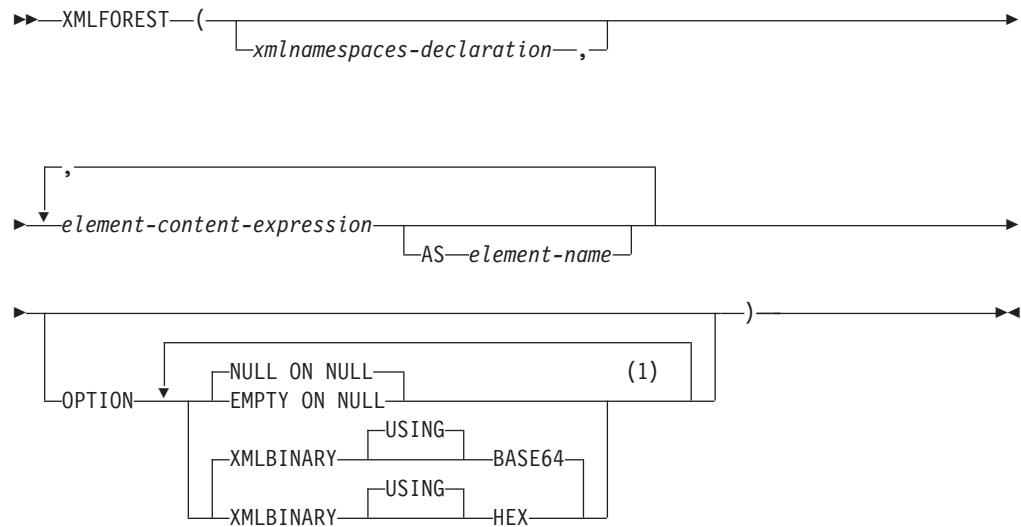 XMLFOREST (
xmlnamespaces-declaration ,
,
element-content-expression
AS element-name
)
NULL ON NULL (1)
OPTION EMPTY ON NULL
USING
XMLBINARY BASE64
USING
XMLBINARY HEX